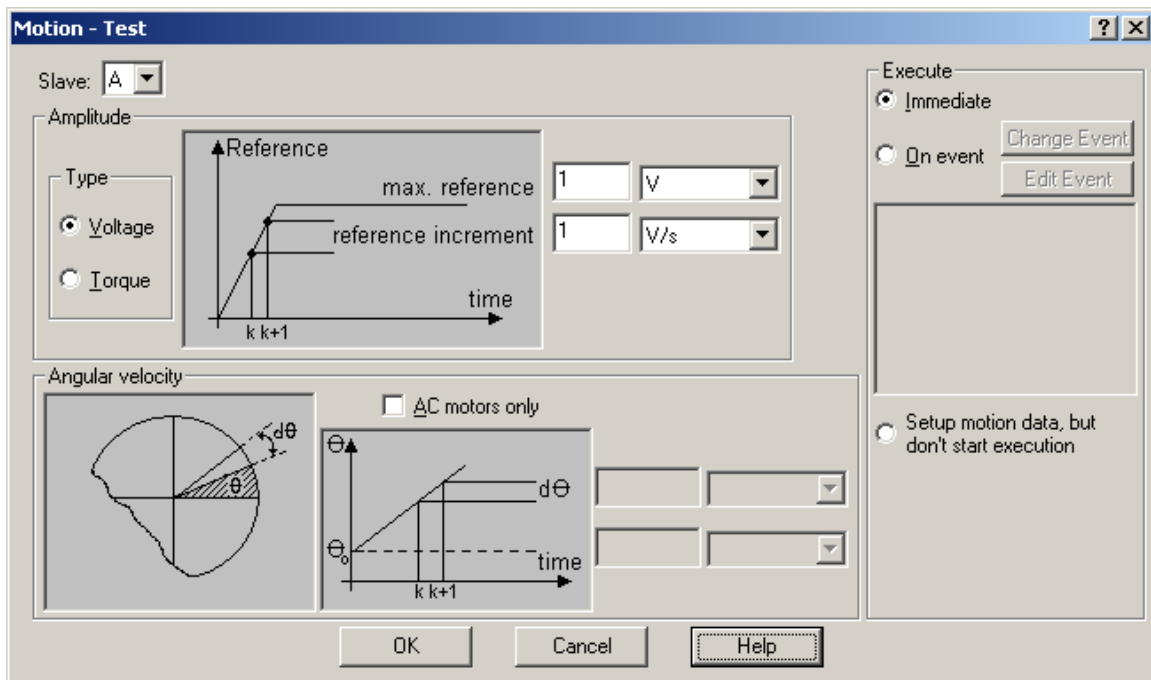 Motion - Test
Slave: A
Amplitude
Type
Voltage
Torque
Reference
max. reference
reference increment
time
k k+1
1 V
1 V/s
Angular velocity
dθ
θ
AC motors only
θ
dθ
θo
time
k k+1
Execute
Immediate
On event
Change Event
Edit Event
Setup motion data, but
don't start execution
OK Cancel Help